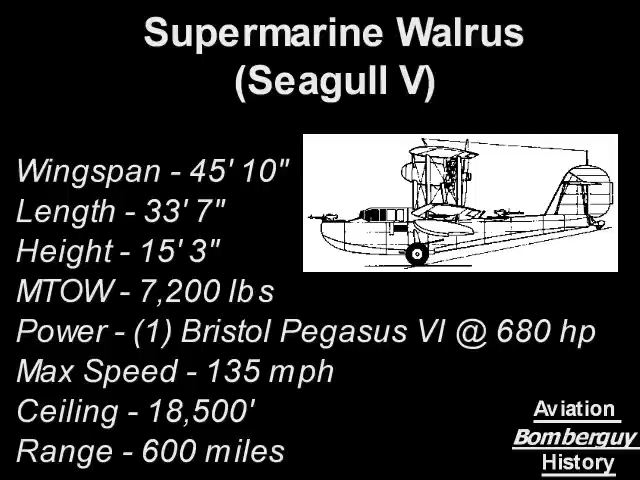 Supermarine Walrus
(Seagull V)
Wingspan - 45' 10"
Length - 33' 7"
Height - 15' 3"
MTOW - 7,200 lbs
Power - (1) Bristol Pegasus VI @ 680 hp
Max Speed - 135 mph
Ceiling - 18,500'
Range - 600 miles
Aviation
Bomberguy
History